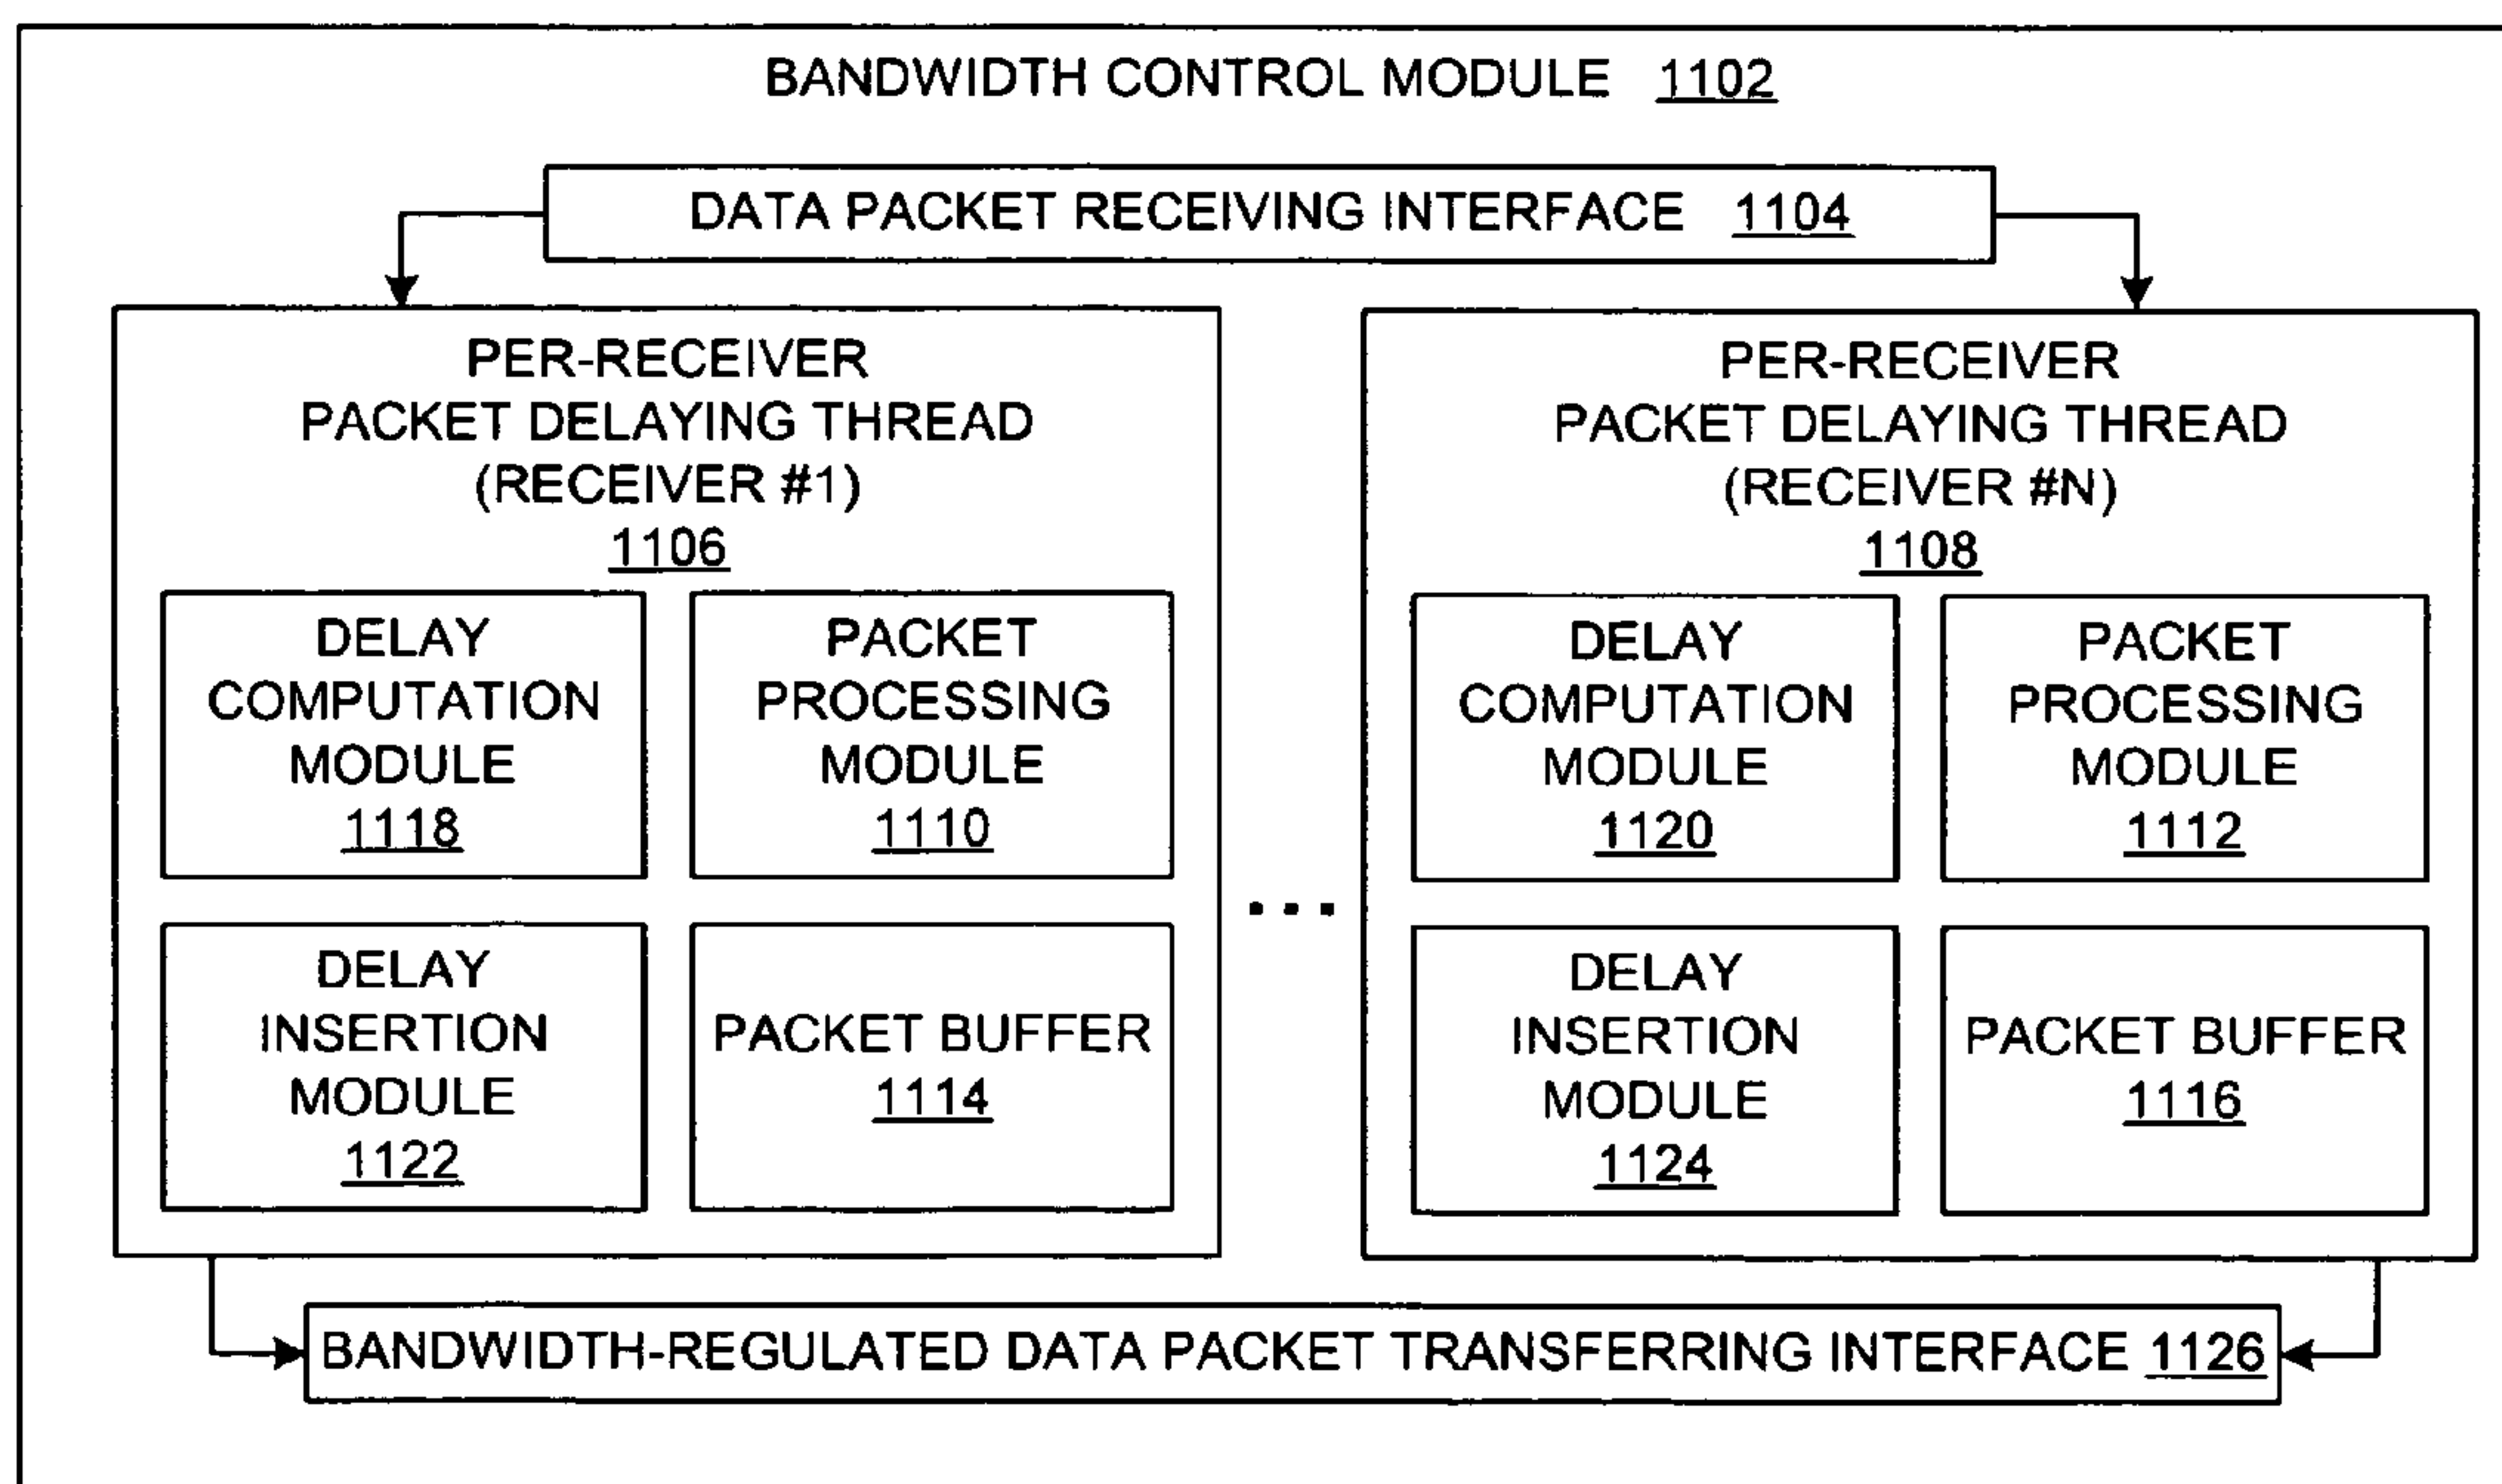 BANDWIDTH CONTROL MODULE 1102
DATA PACKET RECEIVING INTERFACE 1104
PER-RECEIVER
PACKET DELAYING THREAD
(RECEIVER #1)
1106
DELAY
COMPUTATION
MODULE
1118
PACKET
PROCESSING
MODULE
1110
DELAY
INSERTION
MODULE
1122
PACKET BUFFER
1114
...
PER-RECEIVER
PACKET DELAYING THREAD
(RECEIVER #N)
1108
DELAY
COMPUTATION
MODULE
1120
PACKET
PROCESSING
MODULE
1112
DELAY
INSERTION
MODULE
1124
PACKET BUFFER
1116
BANDWIDTH-REGULATED DATA PACKET TRANSFERRING INTERFACE 1126